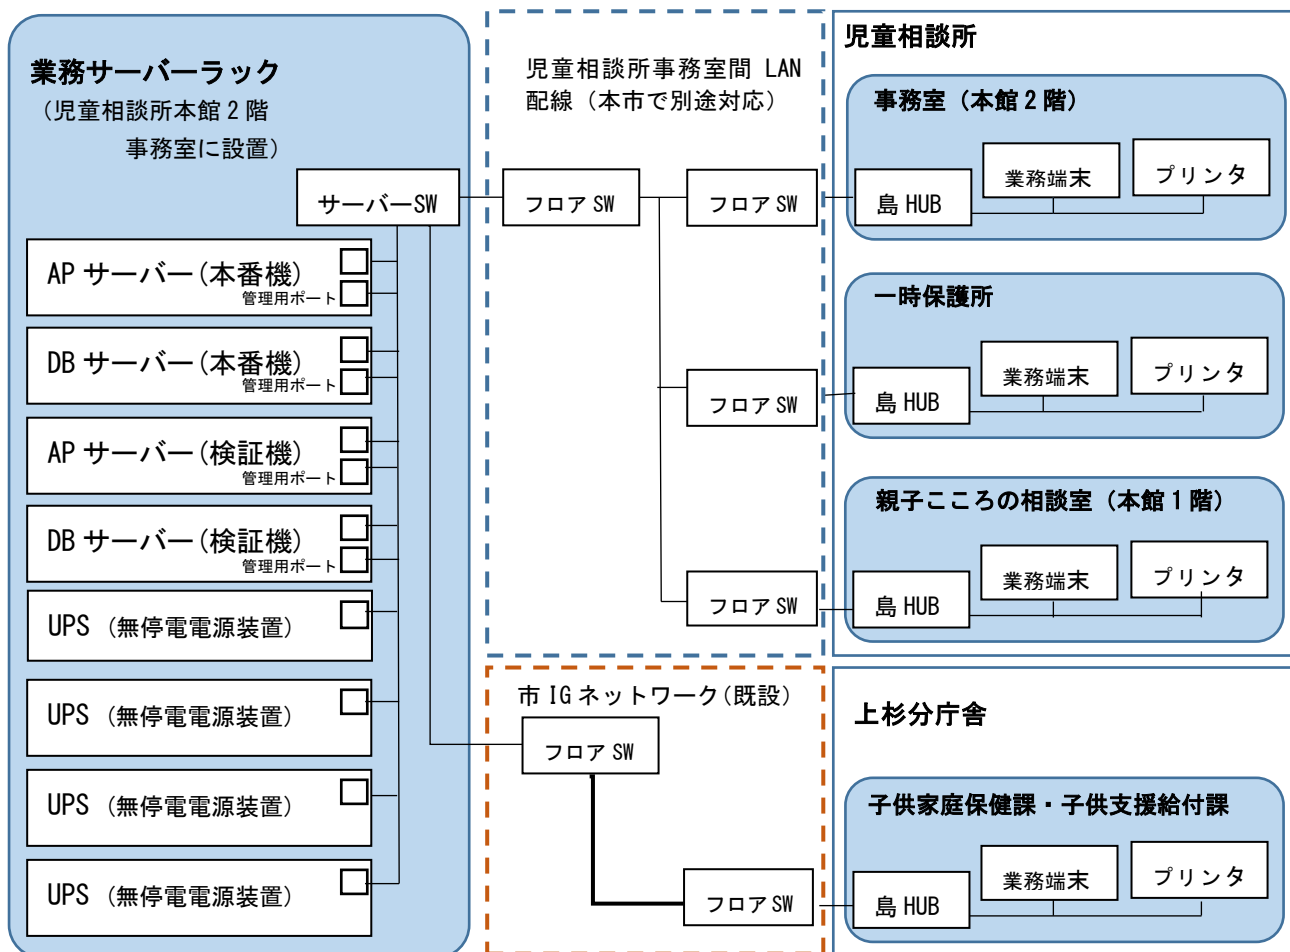 業務サーバーラック
（児童相談所本館２階
事務室に設置）
サーバーSW
AP サーバー(本番機)
管理用ポート
DB サーバー(本番機)
管理用ポート
AP サーバー(検証機)
管理用ポート
DB サーバー(検証機)
管理用ポート
UPS（無停電電源装置）
UPS（無停電電源装置）
UPS（無停電電源装置）
UPS（無停電電源装置）
児童相談所事務室間 LAN
配線（本市で別途対応）
フロア SW
フロア SW
フロア SW
フロア SW
市 IG ネットワーク(既設)
フロア SW
フロア SW
児童相談所
事務室（本館２階）
島 HUB
業務端末
プリンタ
一時保護所
島 HUB
業務端末
プリンタ
親子こころの相談室（本館１階）
島 HUB
業務端末
プリンタ
上杉分庁舎
子供家庭保健課・子供支援給付課
島 HUB
業務端末
プリンタ